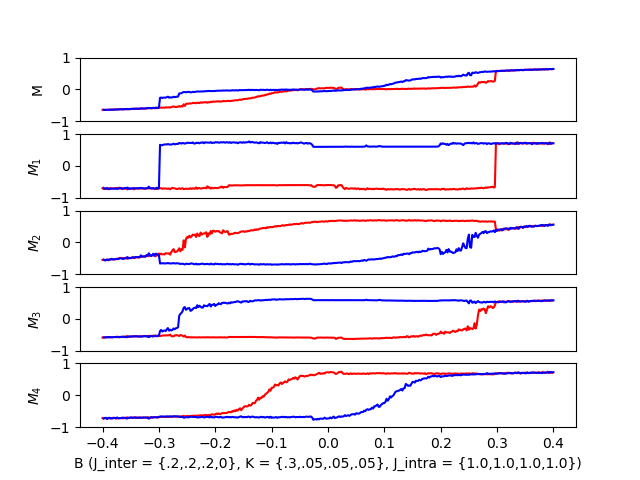 1
0
−1
M
1
0
−1
M₁
1
0
−1
M₂
1
0
−1
M₃
1
0
−1
M₄
−0.4 −0.3 −0.2 −0.1 0.0 0.1 0.2 0.3 0.4
B (J_inter = {.2,.2,.2,0}, K = {.3,.05,.05,.05}, J_intra = {1.0,1.0,1.0,1.0})